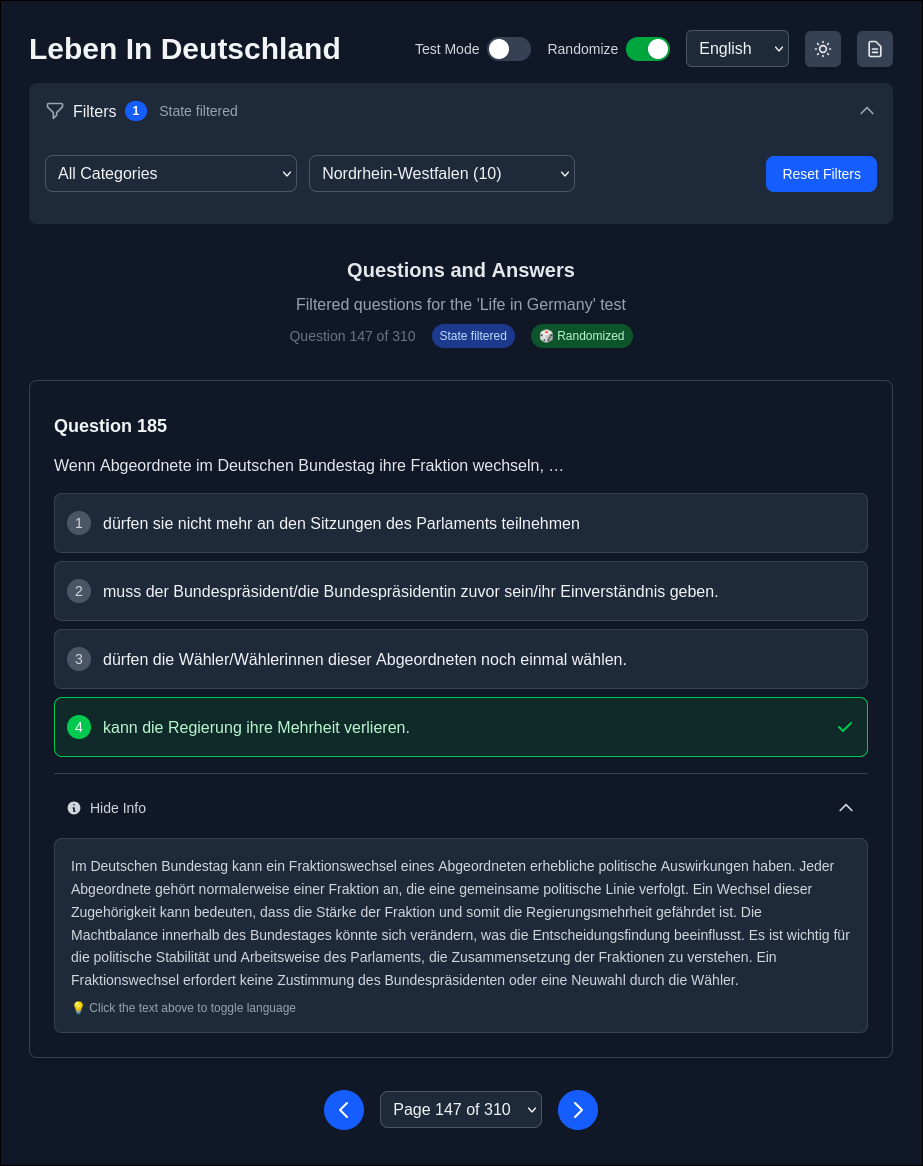 Leben In Deutschland
Test Mode
Randomize
English
Filters 1 State filtered
All Categories
Nordrhein-Westfalen (10)
Reset Filters
Questions and Answers
Filtered questions for the 'Life in Germany' test
Question 147 of 310
State filtered
🎲 Randomized
Question 185
Wenn Abgeordnete im Deutschen Bundestag ihre Fraktion wechseln, …
1 dürfen sie nicht mehr an den Sitzungen des Parlaments teilnehmen
2 muss der Bundespräsident/die Bundespräsidentin zuvor sein/ihr Einverständnis geben.
3 dürfen die Wähler/Wählerinnen dieser Abgeordneten noch einmal wählen.
4 kann die Regierung ihre Mehrheit verlieren.
Hide Info
Im Deutschen Bundestag kann ein Fraktionswechsel eines Abgeordneten erhebliche politische Auswirkungen haben. Jeder
Abgeordnete gehört normalerweise einer Fraktion an, die eine gemeinsame politische Linie verfolgt. Ein Wechsel dieser
Zugehörigkeit kann bedeuten, dass die Stärke der Fraktion und somit die Regierungsmehrheit gefährdet ist. Die
Machtbalance innerhalb des Bundestages könnte sich verändern, was die Entscheidungsfindung beeinflusst. Es ist wichtig für
die politische Stabilität und Arbeitsweise des Parlaments, die Zusammensetzung der Fraktionen zu verstehen. Ein
Fraktionswechsel erfordert keine Zustimmung des Bundespräsidenten oder eine Neuwahl durch die Wähler.
💡 Click the text above to toggle language
Page 147 of 310